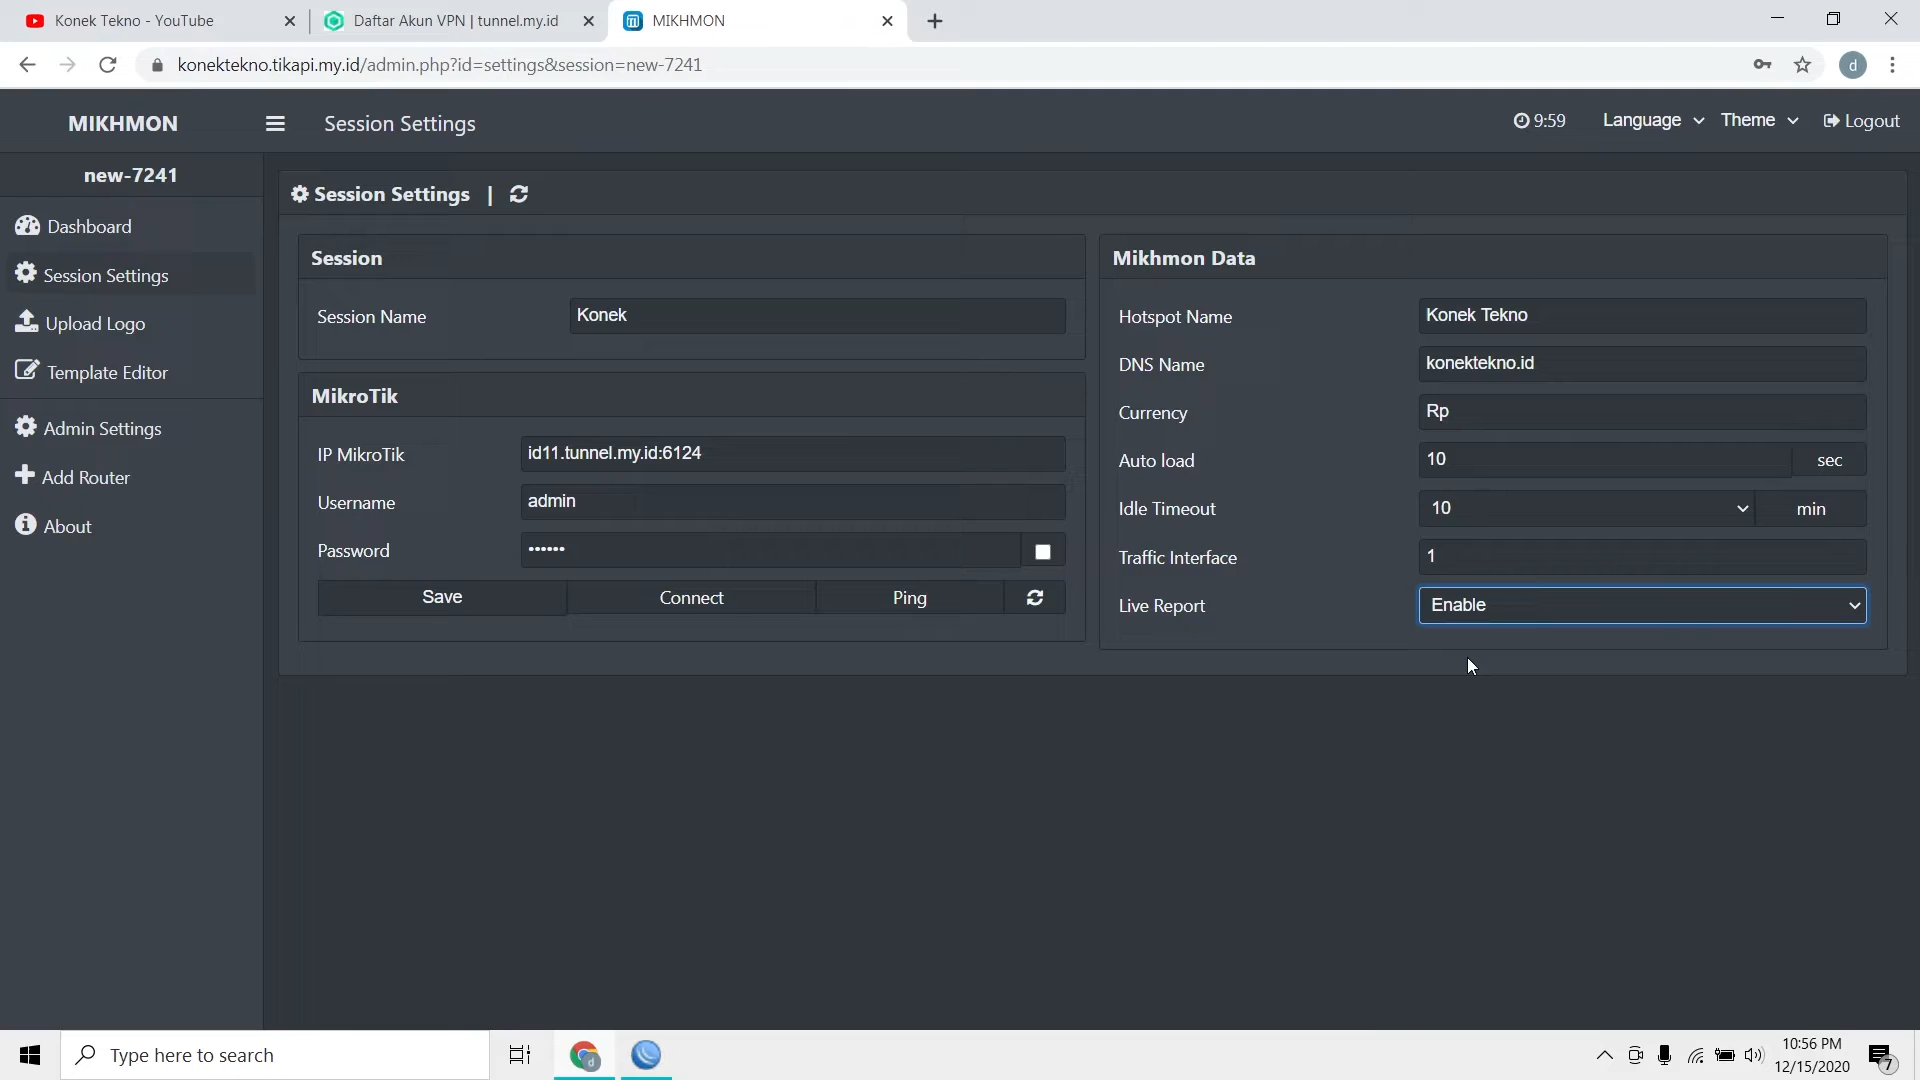 Konek Tekno - YouTube
Daftar Akun VPN | tunnel.my.id
MIKHMON
konektekno.tikapi.my.id/admin.php?id=settings&session=new-7241
d
MIKHMON
Session Settings
9:59
Language
Theme
Logout
new-7241
Dashboard
Session Settings
Upload Logo
Template Editor
Admin Settings
Add Router
About
Session Settings |
Session
Session Name
Konek
MikroTik
IP MikroTik
id11.tunnel.my.id:6124
Username
admin
Password
••••••
Save
Connect
Ping
Mikhmon Data
Hotspot Name
Konek Tekno
DNS Name
konektekno.id
Currency
Rp
Auto load
10
sec
Idle Timeout
10
min
Traffic Interface
1
Live Report
Enable
Type here to search
d
10:56 PM
12/15/2020
7